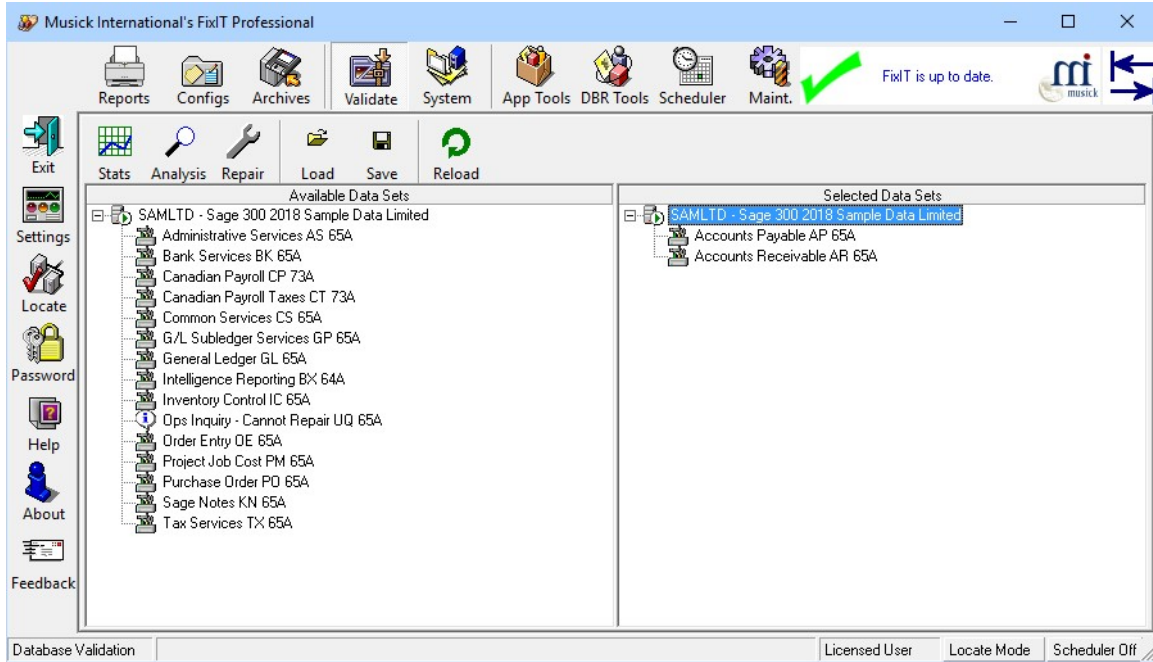 Musick International's FixIT Professional
Reports Configs Archives Validate System App Tools DBR Tools Scheduler Maint. FixIT is up to date. mi musick
Exit
Settings
Locate
Password
Help
About
Feedback
Stats Analysis Repair Load Save Reload
Available Data Sets
SAMLTD - Sage 300 2018 Sample Data Limited
Administrative Services AS 65A
Bank Services BK 65A
Canadian Payroll CP 73A
Canadian Payroll Taxes CT 73A
Common Services CS 65A
G/L Subledger Services GP 65A
General Ledger GL 65A
Intelligence Reporting BX 64A
Inventory Control IC 65A
Ops Inquiry - Cannot Repair UQ 65A
Order Entry OE 65A
Project Job Cost PM 65A
Purchase Order PO 65A
Sage Notes KN 65A
Tax Services TX 65A
Selected Data Sets
SAMLTD - Sage 300 2018 Sample Data Limited
Accounts Payable AP 65A
Accounts Receivable AR 65A
Database Validation Licensed User Locate Mode Scheduler Off